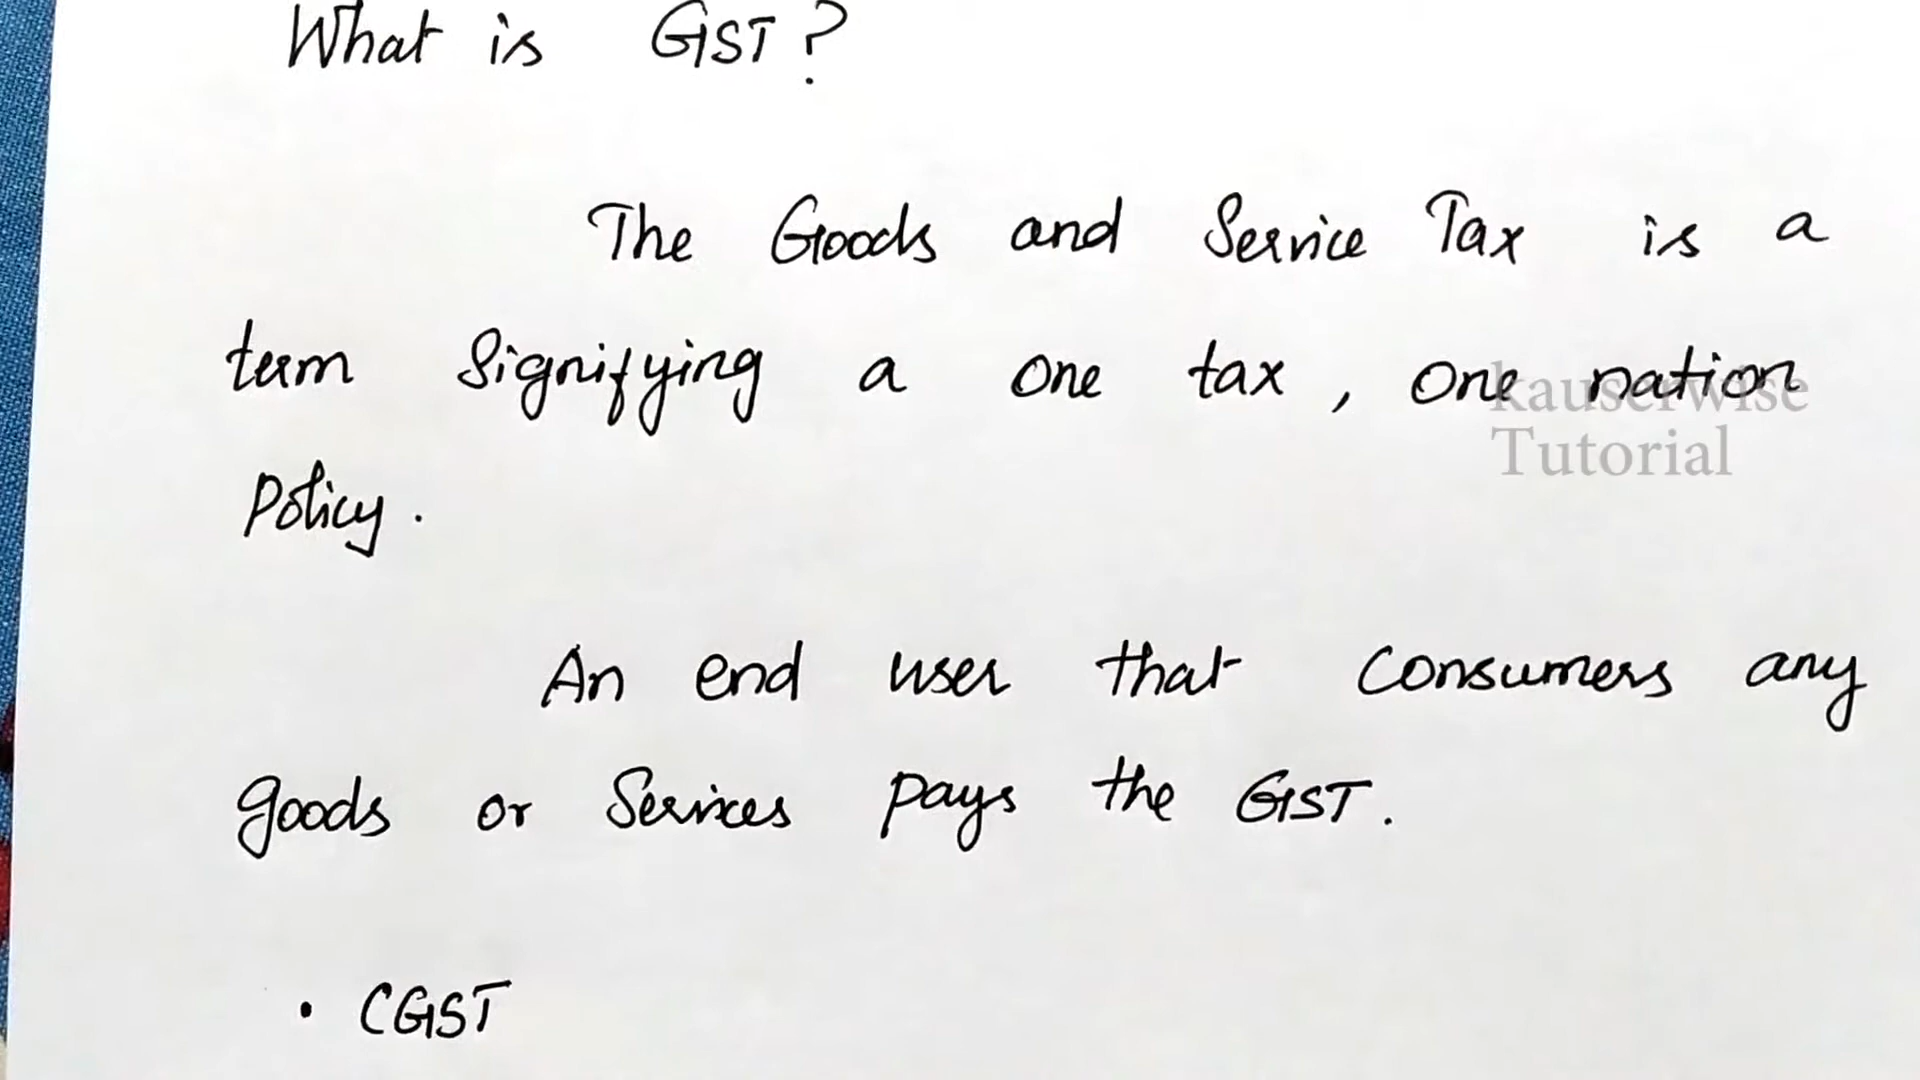 What is GST?
The Goods and Service Tax is a
term Signifying a one tax, one nation
kauserwise
Tutorial
Policy.
An end user that Consumers any
goods or Services pays the GST.
• CGST